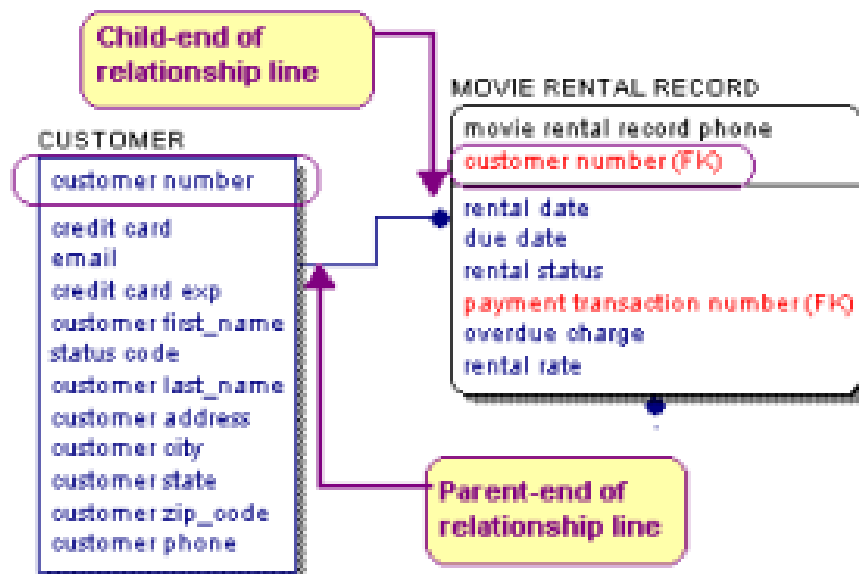 Child-end of
relationship line
MOVIE RENTAL RECORD
movie rental record phone
customer number (FK)
rental date
due date
rental status
payment transaction number (FK)
overdue charge
rental rate
CUSTOMER
customer number
credit card
email
credit card exp
customer first_name
status code
customer last_name
customer address
customer city
customer state
customer zip_code
customer phone
Parent-end of
relationship line